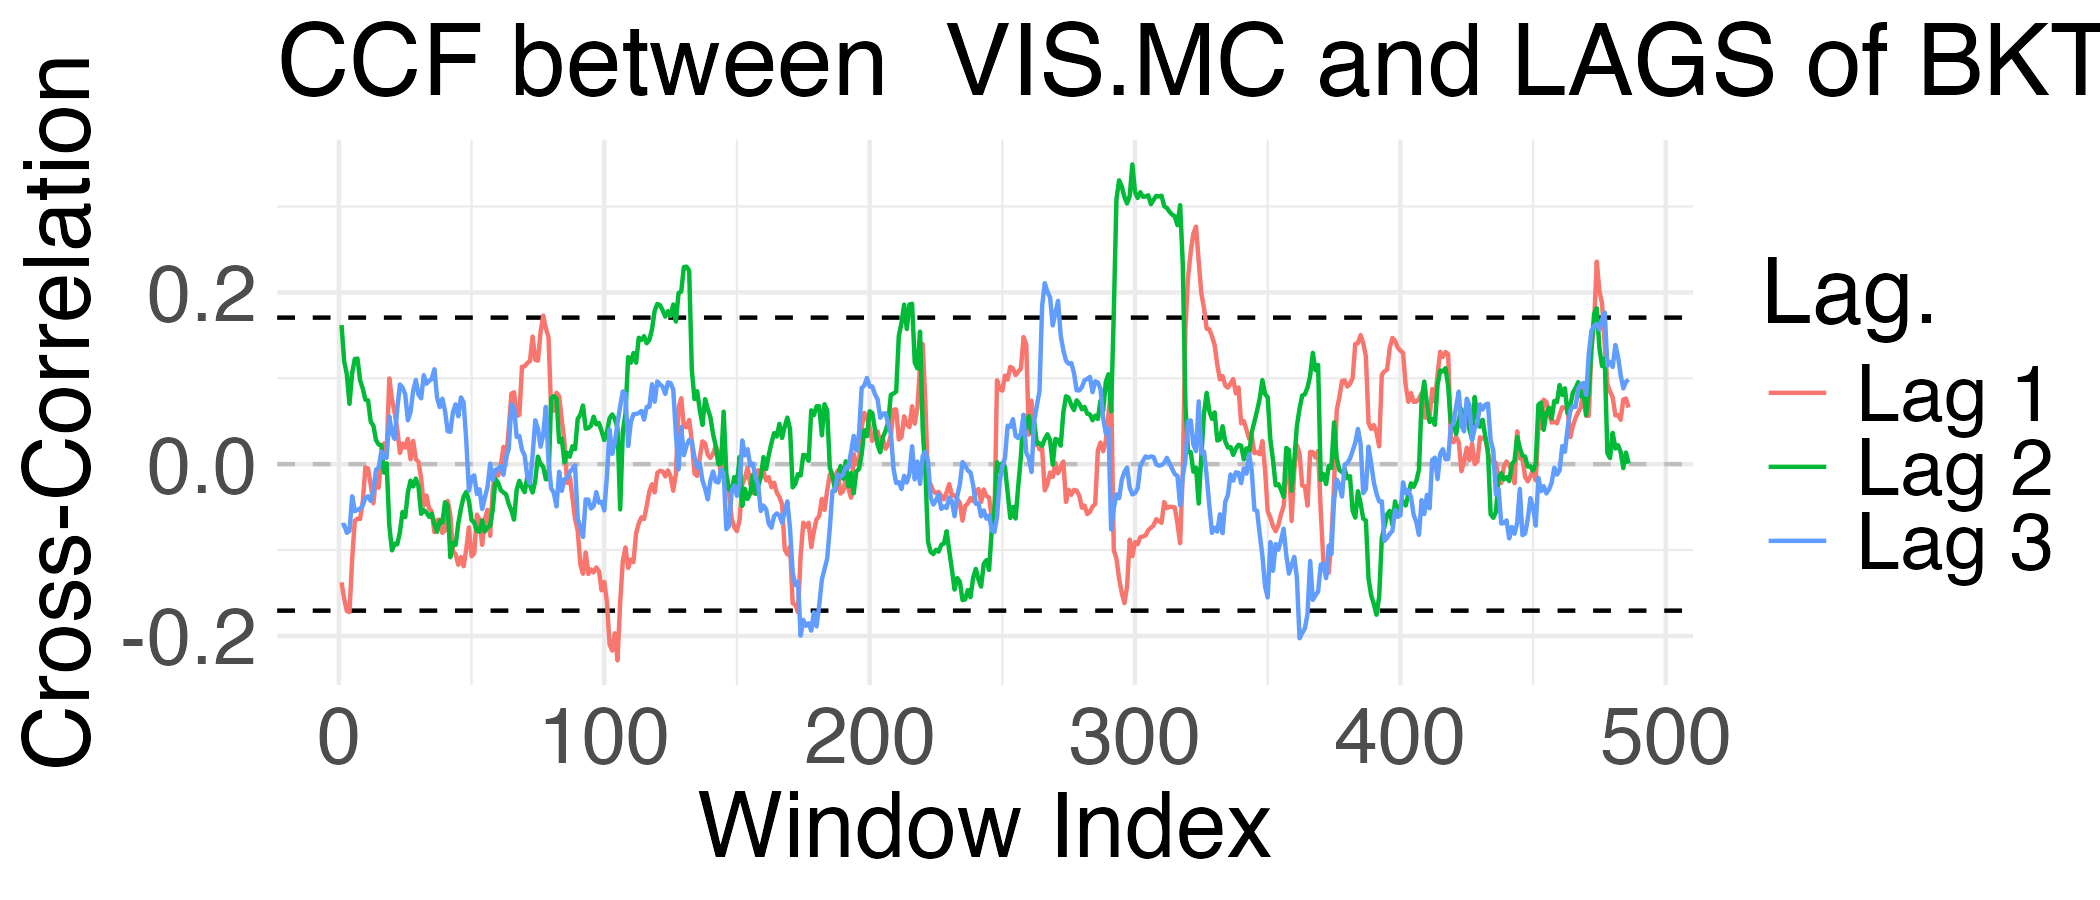 CCF between  VIS.MC and LAGS of BKT
Cross-Correlation
0.2
0.0
-0.2
0 100 200 300 400 500
Window Index
Lag.
Lag 1
Lag 2
Lag 3